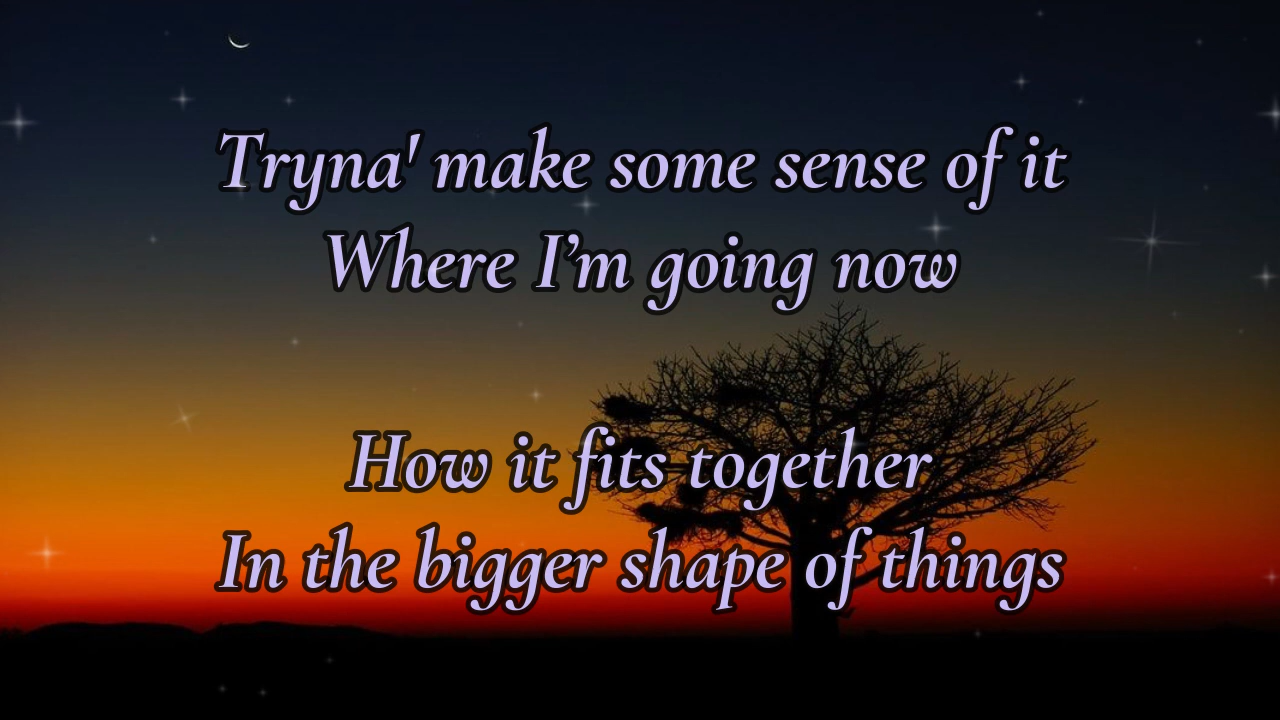 Tryna' make some sense of it
Where I’m going now
How it fits together
In the bigger shape of things